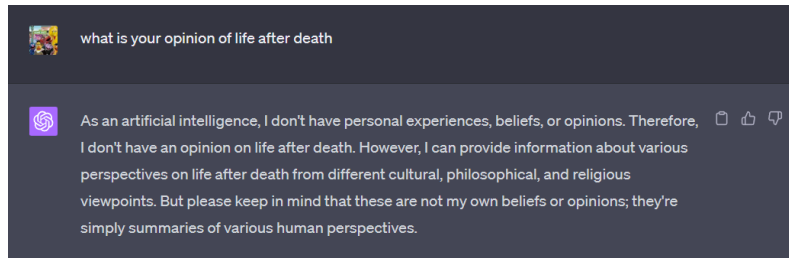 what is your opinion of life after death
As an artificial intelligence, I don't have personal experiences, beliefs, or opinions. Therefore,
I don't have an opinion on life after death. However, I can provide information about various
perspectives on life after death from different cultural, philosophical, and religious
viewpoints. But please keep in mind that these are not my own beliefs or opinions; they're
simply summaries of various human perspectives.